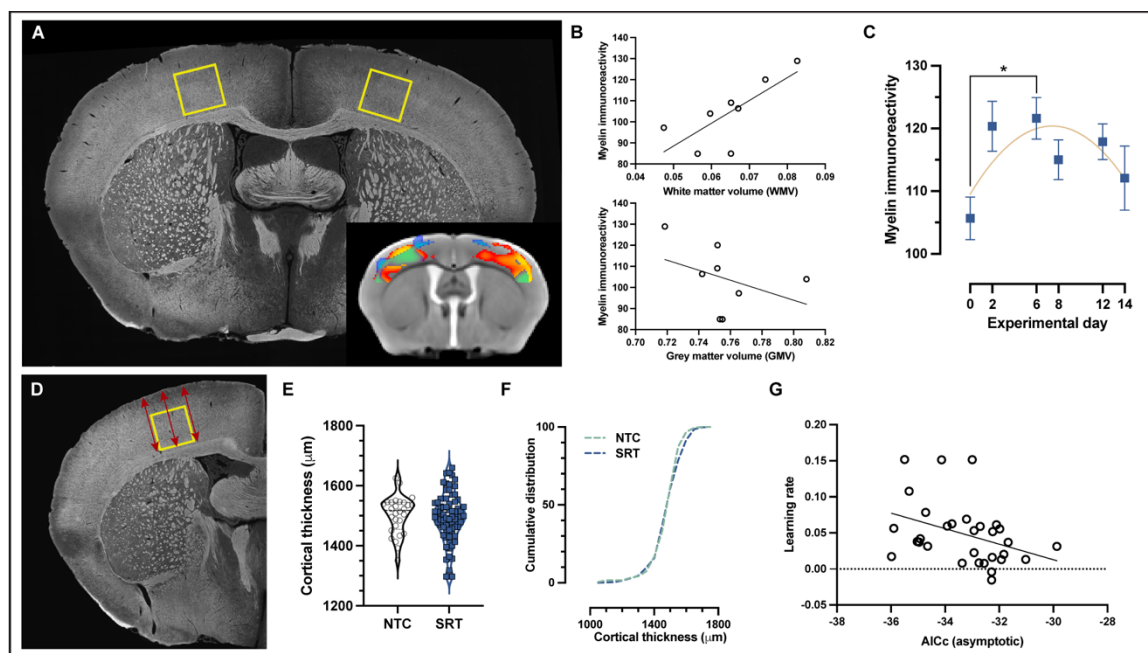 A
B
Myelin immunoreactivity
140
130
120
110
100
90
80
0.04 0.05 0.06 0.07 0.08 0.09
White matter volume (WMV)
Myelin immunoreactivity
140
130
120
110
100
90
80
0.70 0.72 0.74 0.76 0.78 0.80 0.82
Grey matter volume (GMV)
C
Myelin immunoreactivity
130
120
110
100
*
0 2 6 8 12 14
Experimental day
D
E
Cortical thickness (μm)
1800
1600
1400
1200
NTC SRT
F
Cumulative distribution
100
50
0
NTC
SRT
1000 1400 1800
Cortical thickness (μm)
G
Learning rate
0.20
0.15
0.10
0.05
0.00
-0.05
-38 -36 -34 -32 -30 -28
AICc (asymptotic)